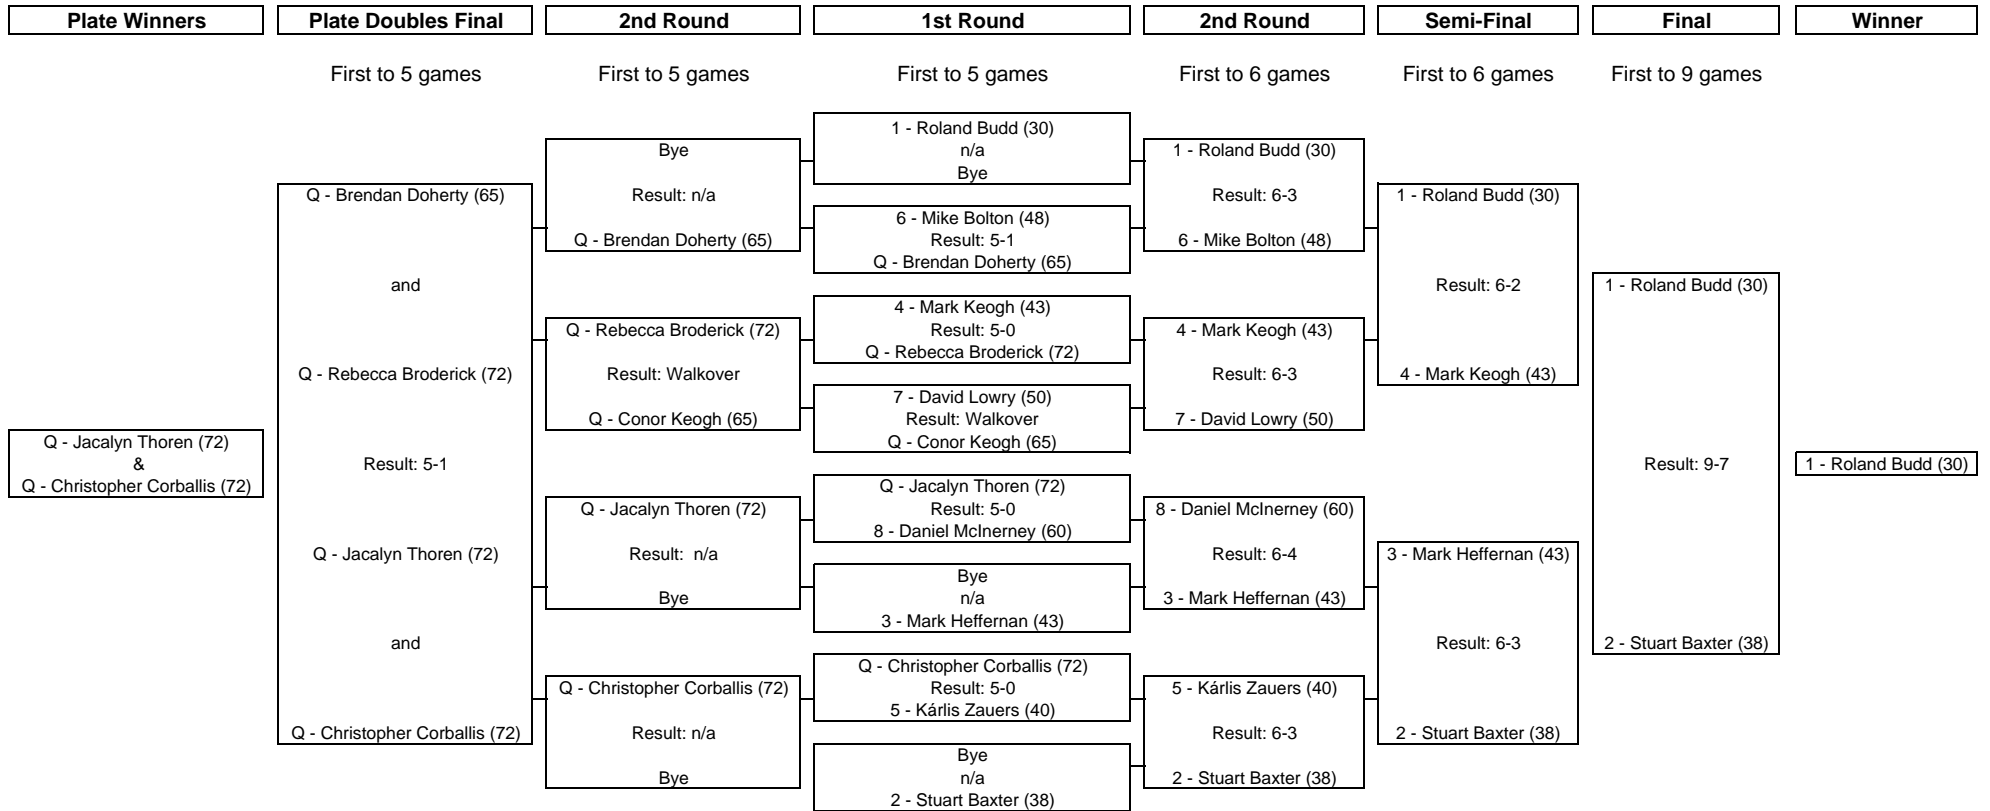 Plate Winners
Plate Doubles Final
2nd Round
1st Round
2nd Round
Semi-Final
Final
Winner
First to 5 games
First to 5 games
First to 5 games
First to 6 games
First to 6 games
First to 9 games
Q - Jacalyn Thoren (72)
&
Q - Christopher Corballis (72)
Q - Brendan Doherty (65)
and
Q - Rebecca Broderick (72)
Result: 5-1
Q - Jacalyn Thoren (72)
and
Q - Christopher Corballis (72)
Bye
Result: n/a
Q - Brendan Doherty (65)
Q - Rebecca Broderick (72)
Result: Walkover
Q - Conor Keogh (65)
Q - Jacalyn Thoren (72)
Result: n/a
Bye
Q - Christopher Corballis (72)
Result: n/a
Bye
1 - Roland Budd (30)
n/a
Bye
6 - Mike Bolton (48)
Result: 5-1
Q - Brendan Doherty (65)
4 - Mark Keogh (43)
Result: 5-0
Q - Rebecca Broderick (72)
7 - David Lowry (50)
Result: Walkover
Q - Conor Keogh (65)
Q - Jacalyn Thoren (72)
Result: 5-0
8 - Daniel McInerney (60)
Bye
n/a
3 - Mark Heffernan (43)
Q - Christopher Corballis (72)
Result: 5-0
5 - Kárlis Zauers (40)
Bye
n/a
2 - Stuart Baxter (38)
1 - Roland Budd (30)
Result: 6-3
6 - Mike Bolton (48)
4 - Mark Keogh (43)
Result: 6-3
7 - David Lowry (50)
8 - Daniel McInerney (60)
Result: 6-4
3 - Mark Heffernan (43)
5 - Kárlis Zauers (40)
Result: 6-3
2 - Stuart Baxter (38)
1 - Roland Budd (30)
Result: 6-2
4 - Mark Keogh (43)
3 - Mark Heffernan (43)
Result: 6-3
2 - Stuart Baxter (38)
1 - Roland Budd (30)
Result: 9-7
2 - Stuart Baxter (38)
1 - Roland Budd (30)